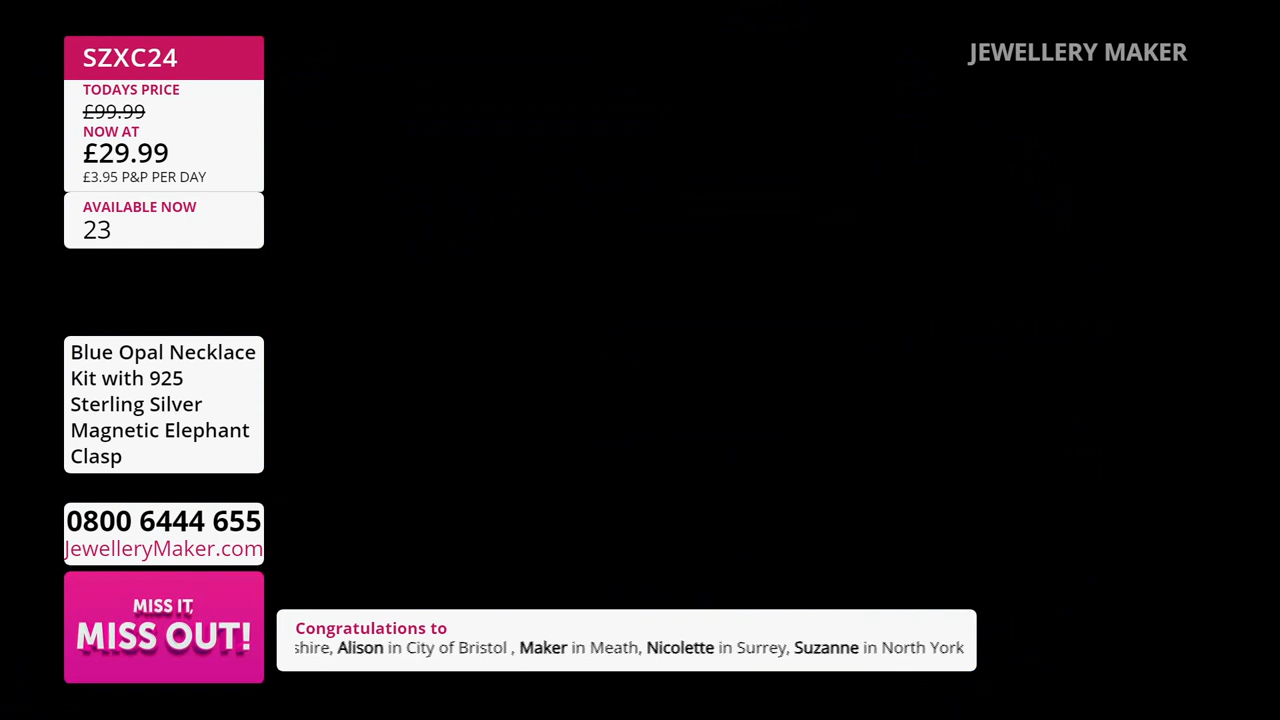 SZXC24
TODAYS PRICE
£99.99
NOW AT
£29.99
£3.95 P&P PER DAY
AVAILABLE NOW
23
JEWELLERY MAKER
Blue Opal Necklace
Kit with 925
Sterling Silver
Magnetic Elephant
Clasp
0800 6444 655
JewelleryMaker.com
MISS IT,
MISS OUT!
Congratulations to
shire, Alison in City of Bristol , Maker in Meath, Nicolette in Surrey, Suzanne in North York